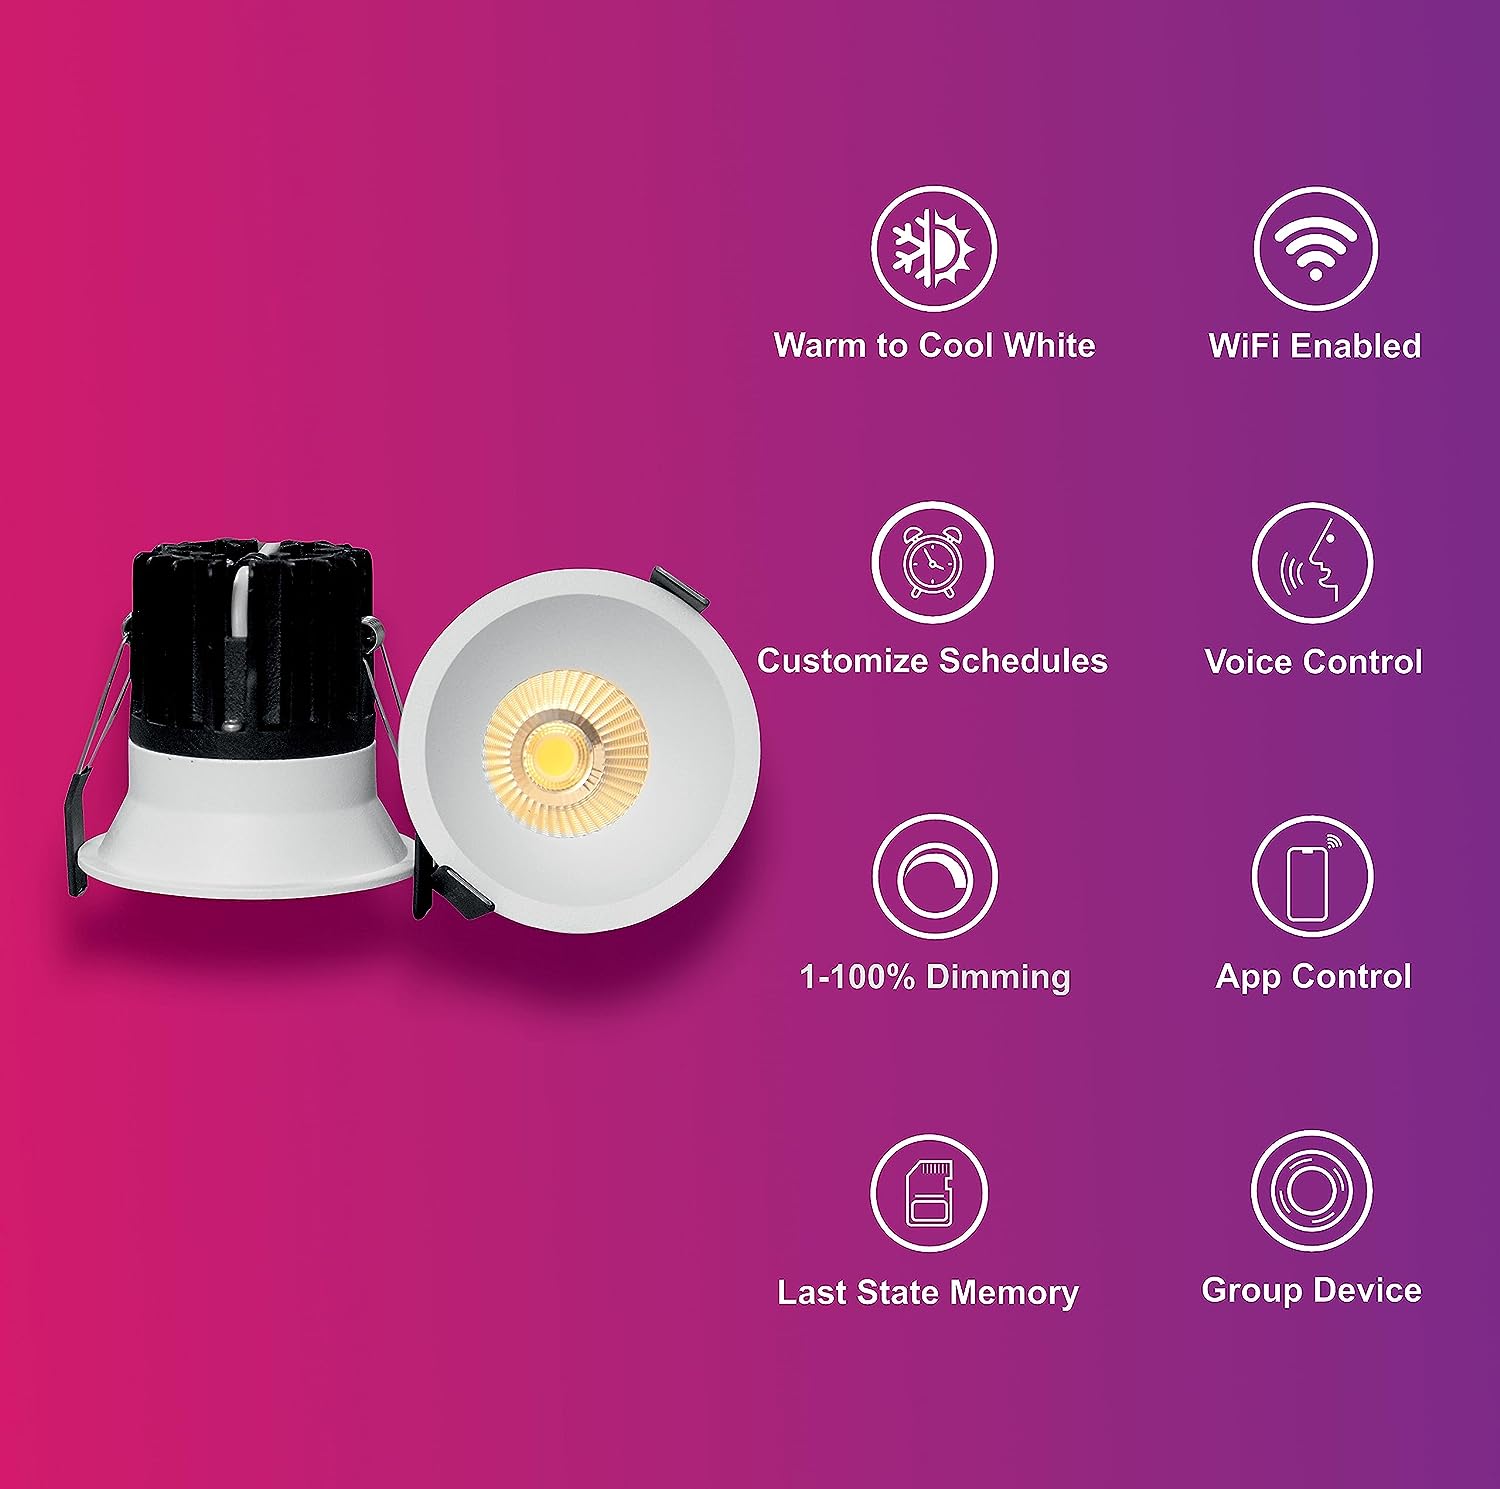 Warm to Cool White
WiFi Enabled
Customize Schedules
Voice Control
1-100% Dimming
App Control
Last State Memory
Group Device